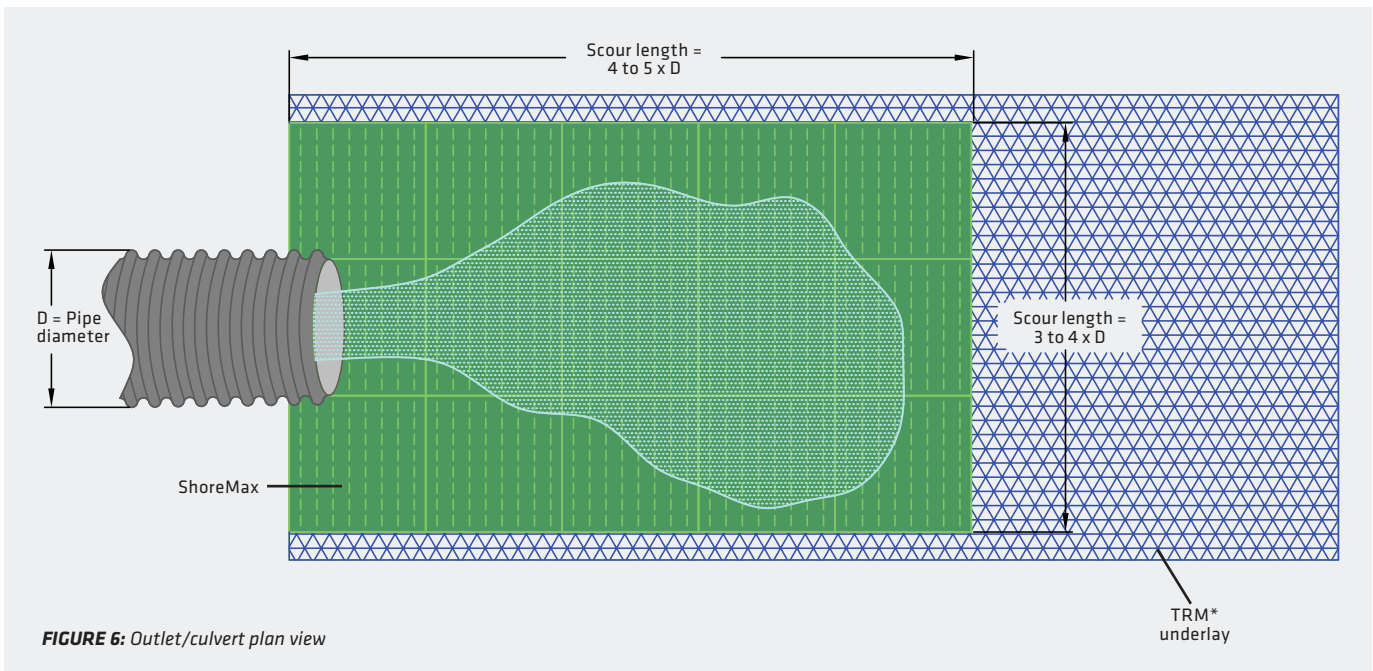 Scour length =
4 to 5 x D
D = Pipe
diameter
Scour length =
3 to 4 x D
ShoreMax
TRM*
underlay
FIGURE 6: Outlet/culvert plan view